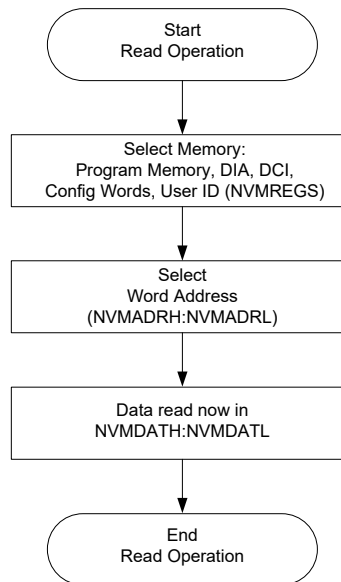 Start
Read Operation
Select Memory:
Program Memory, DIA, DCI,
Config Words, User ID (NVMREGS)
Select
Word Address
(NVMADRH:NVMADRL)
Data read now in
NVMDATH:NVMDATL
End
Read Operation